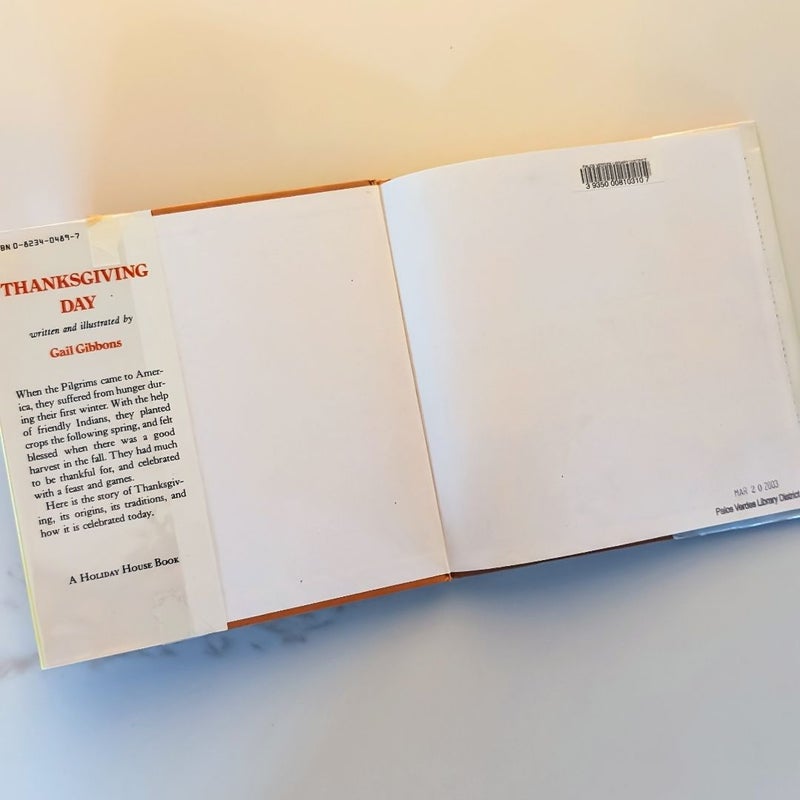 BN 0-8234-0489-7
THANKSGIVING
DAY
written and illustrated by
Gail Gibbons
When the Pilgrims came to Amer-
ica, they suffered from hunger dur-
ing their first winter. With the help
of friendly Indians, they planted
crops the following spring, and felt
blessed when there was a good
harvest in the fall. They had much
to be thankful for, and celebrated
with a feast and games.
Here is the story of Thanksgiv-
ing, its origins, its traditions, and
how it is celebrated today.
A HOLIDAY HOUSE BOOK
3 9350 00810310 7
MAR 20 2003
Palos Verdes Library District